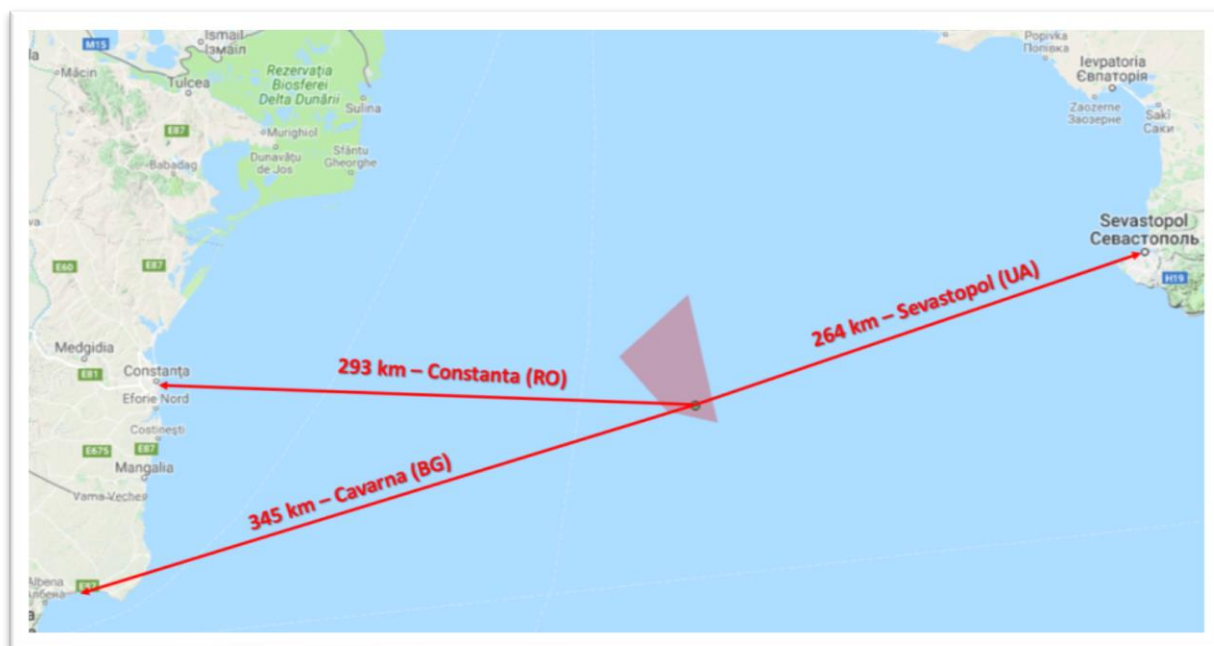 Ismail
Ізмаїл
M15
Măcin
Tulcea
Rezervația
Biosferei
Delta Dunării
Sulina
E87
Murighiol
Dunavățu
de Jos
Sfântu
Gheorghe
Babadag
va
E60
E87
Popivka
Попівка
Ievpatoria
Євпаторія
Zaozerne
Заозерне
Saki
Саки
Sevastopol
Севастополь
H19
264 km – Sevastopol (UA)
Medgidia
E81
Constanța
293 km – Constanta (RO)
Eforie Nord
Costinești
E675
E87
Mangalia
Vama Veche
345 km – Cavarna (BG)
Albena
Албена
E87
a